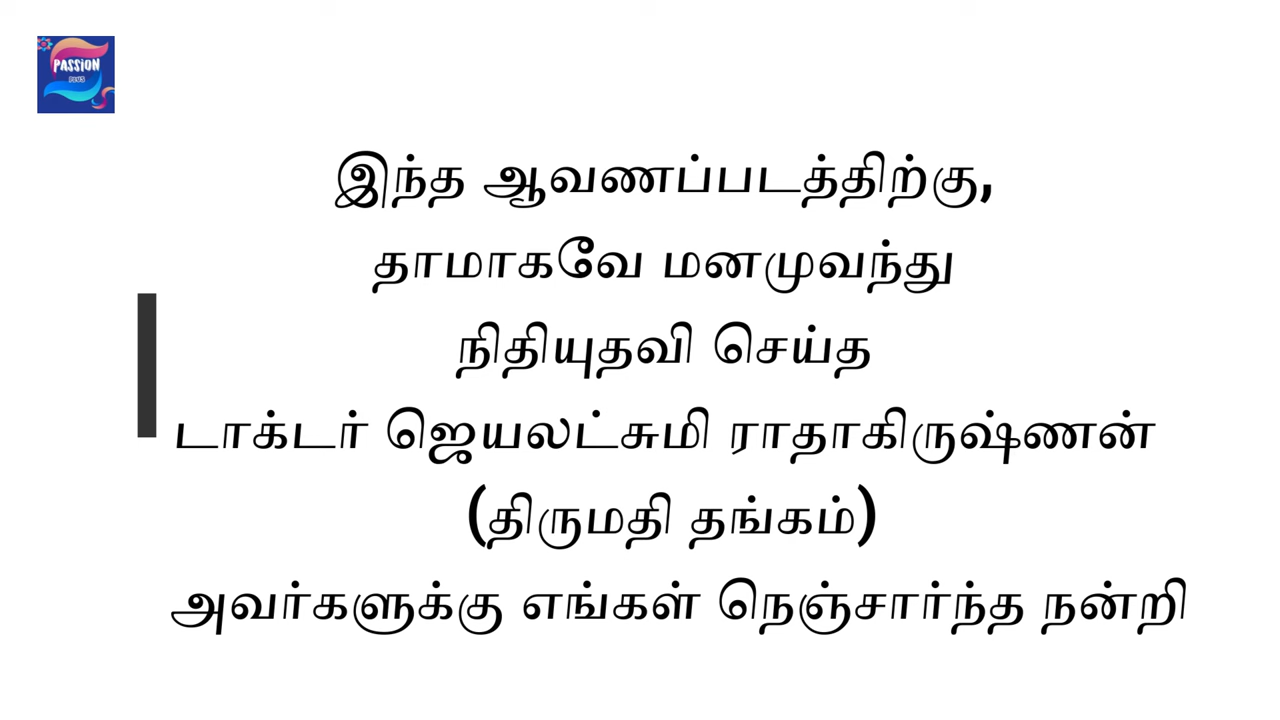 PASSION
PLUS
இந்த ஆவணப்படத்திற்கு,
தாமாகவே மனமுவந்து
நிதியுதவி செய்த
டாக்டர் ஜெயலட்சுமி ராதாகிருஷ்ணன்
(திருமதி தங்கம்)
அவர்களுக்கு எங்கள் நெஞ்சார்ந்த நன்றி